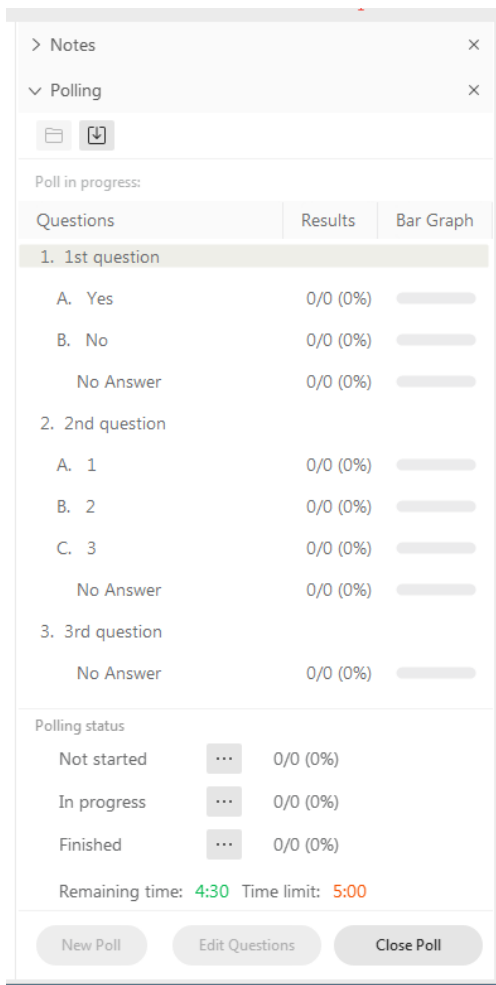 Notes
Polling
Poll in progress:
Questions Results Bar Graph
1. 1st question
A. Yes 0/0 (0%)
B. No 0/0 (0%)
No Answer 0/0 (0%)
2. 2nd question
A. 1 0/0 (0%)
B. 2 0/0 (0%)
C. 3 0/0 (0%)
No Answer 0/0 (0%)
3. 3rd question
No Answer 0/0 (0%)
Polling status
Not started ... 0/0 (0%)
In progress ... 0/0 (0%)
Finished ... 0/0 (0%)
Remaining time: 4:30 Time limit: 5:00
New Poll Edit Questions Close Poll